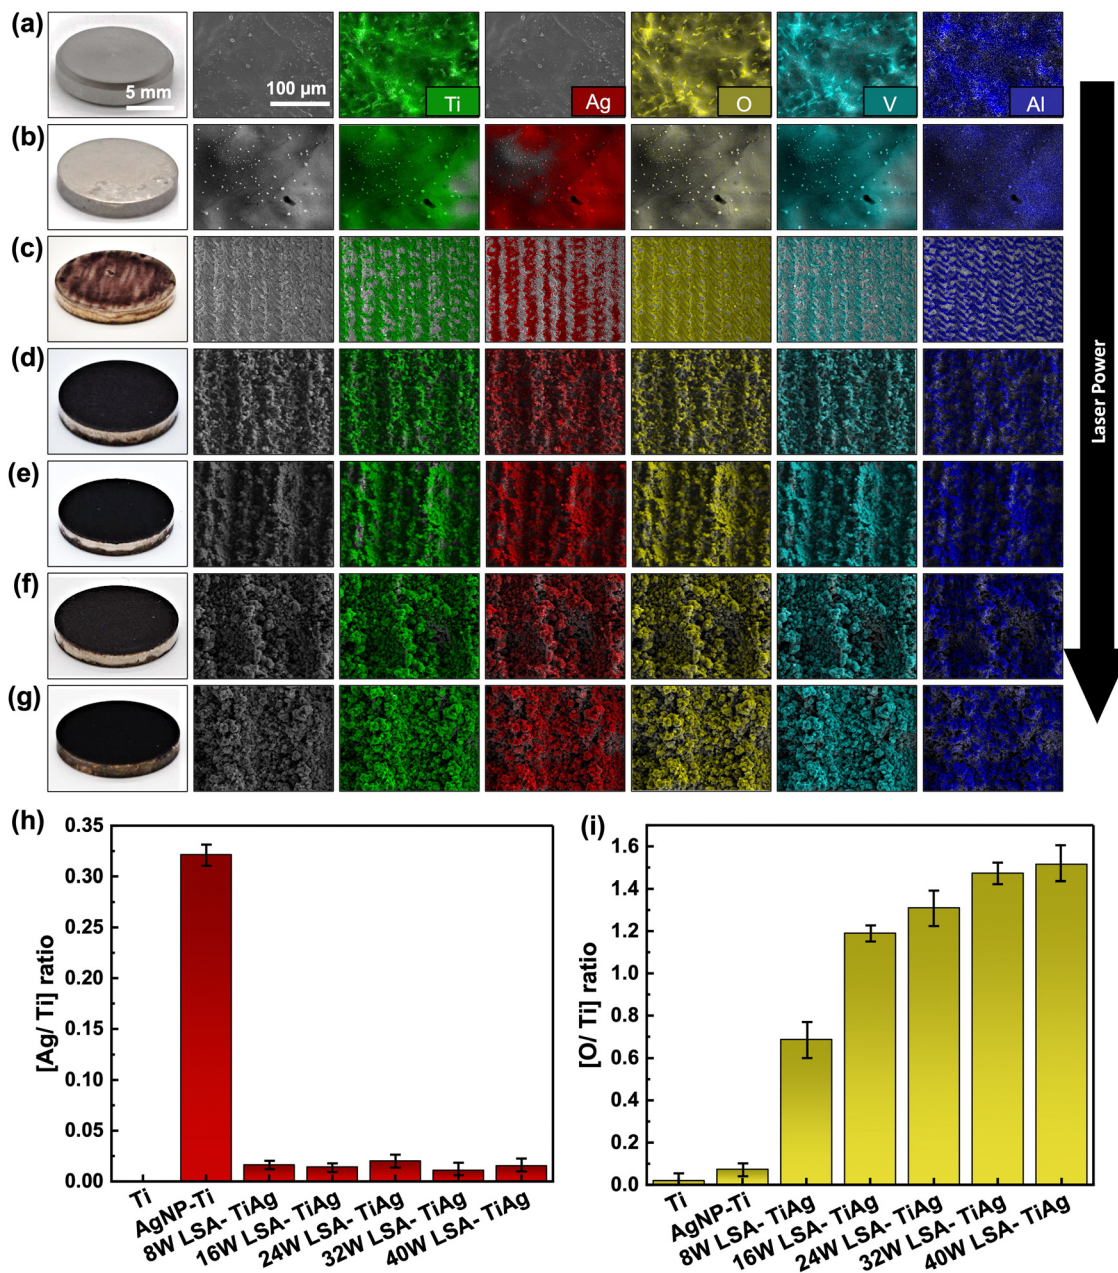 (a)
5 mm
100 μm
Ti
Ag
O
V
Al
(b)
(c)
(d)
(e)
(f)
(g)
Laser Power
(h)
[Ag/ Ti] ratio
0.35
0.30
0.25
0.20
0.15
0.10
0.05
0.00
Ti
AgNP-Ti
8W LSA- TiAg
16W LSA- TiAg
24W LSA- TiAg
32W LSA- TiAg
40W LSA- TiAg
(i)
[O/ Ti] ratio
1.6
1.4
1.2
1.0
0.8
0.6
0.4
0.2
0.0
Ti
AgNP-Ti
8W LSA- TiAg
16W LSA- TiAg
24W LSA- TiAg
32W LSA- TiAg
40W LSA- TiAg